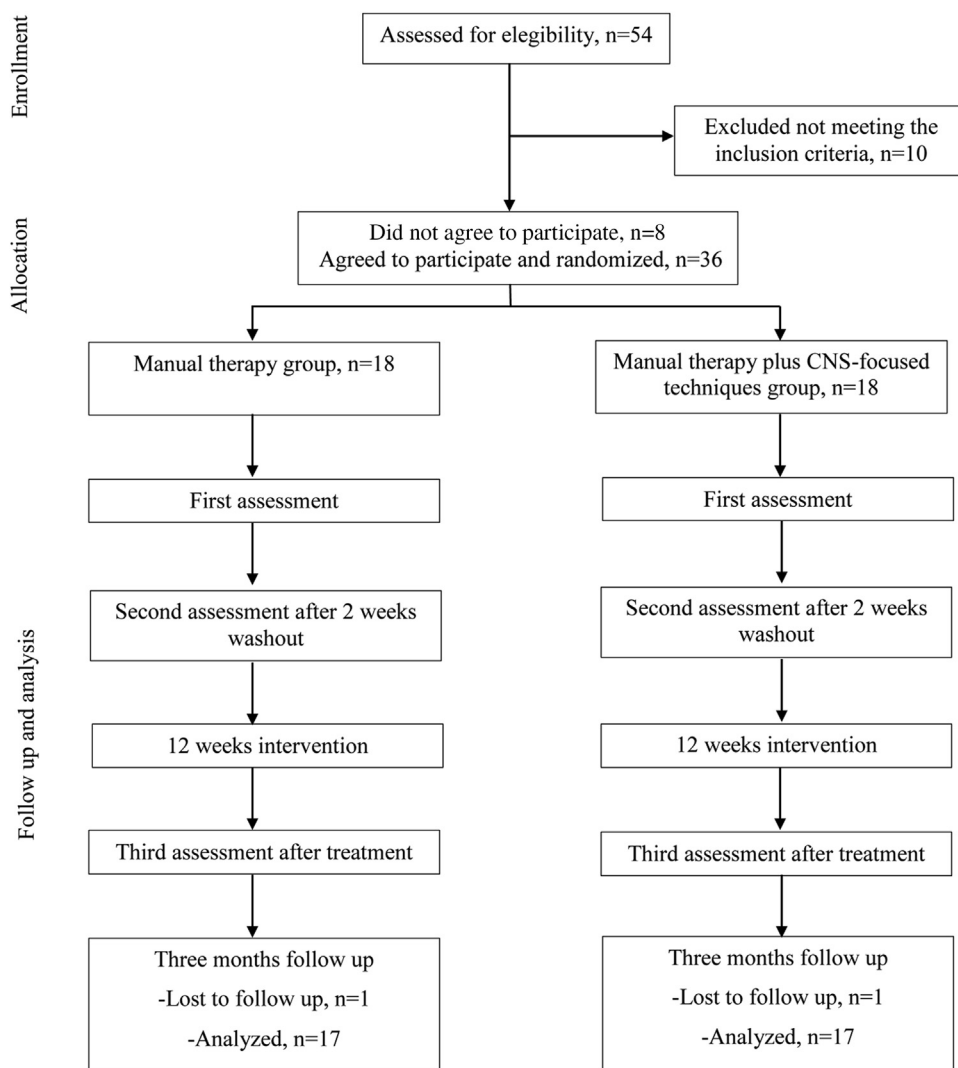 Enrollment
Assessed for elegibility, n=54
Excluded not meeting the
inclusion criteria, n=10
Allocation
Did not agree to participate, n=8
Agreed to participate and randomized, n=36
Manual therapy group, n=18
Manual therapy plus CNS-focused
techniques group, n=18
First assessment
First assessment
Follow up and analysis
Second assessment after 2 weeks
washout
Second assessment after 2 weeks
washout
12 weeks intervention
12 weeks intervention
Third assessment after treatment
Third assessment after treatment
Three months follow up
-Lost to follow up, n=1
-Analyzed, n=17
Three months follow up
-Lost to follow up, n=1
-Analyzed, n=17